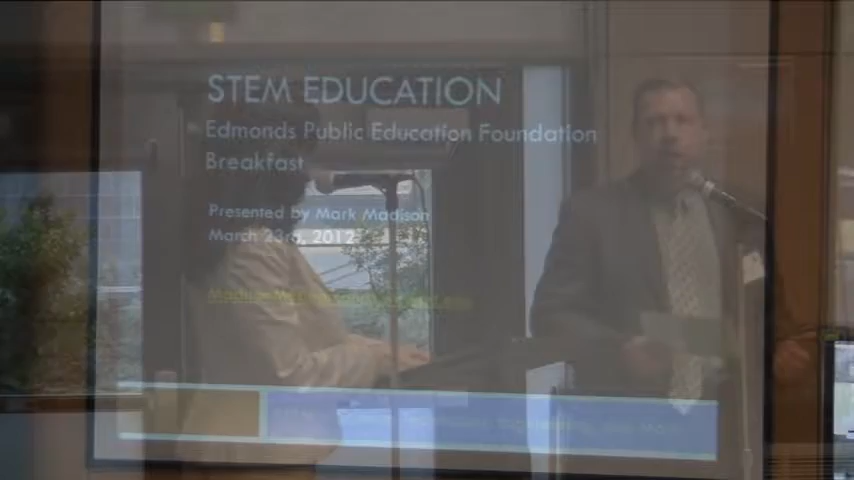 STEM EDUCATION
Edmonds Public Education Foundation
Breakfast
Presented by Mark Madison
March 23rd, 2012